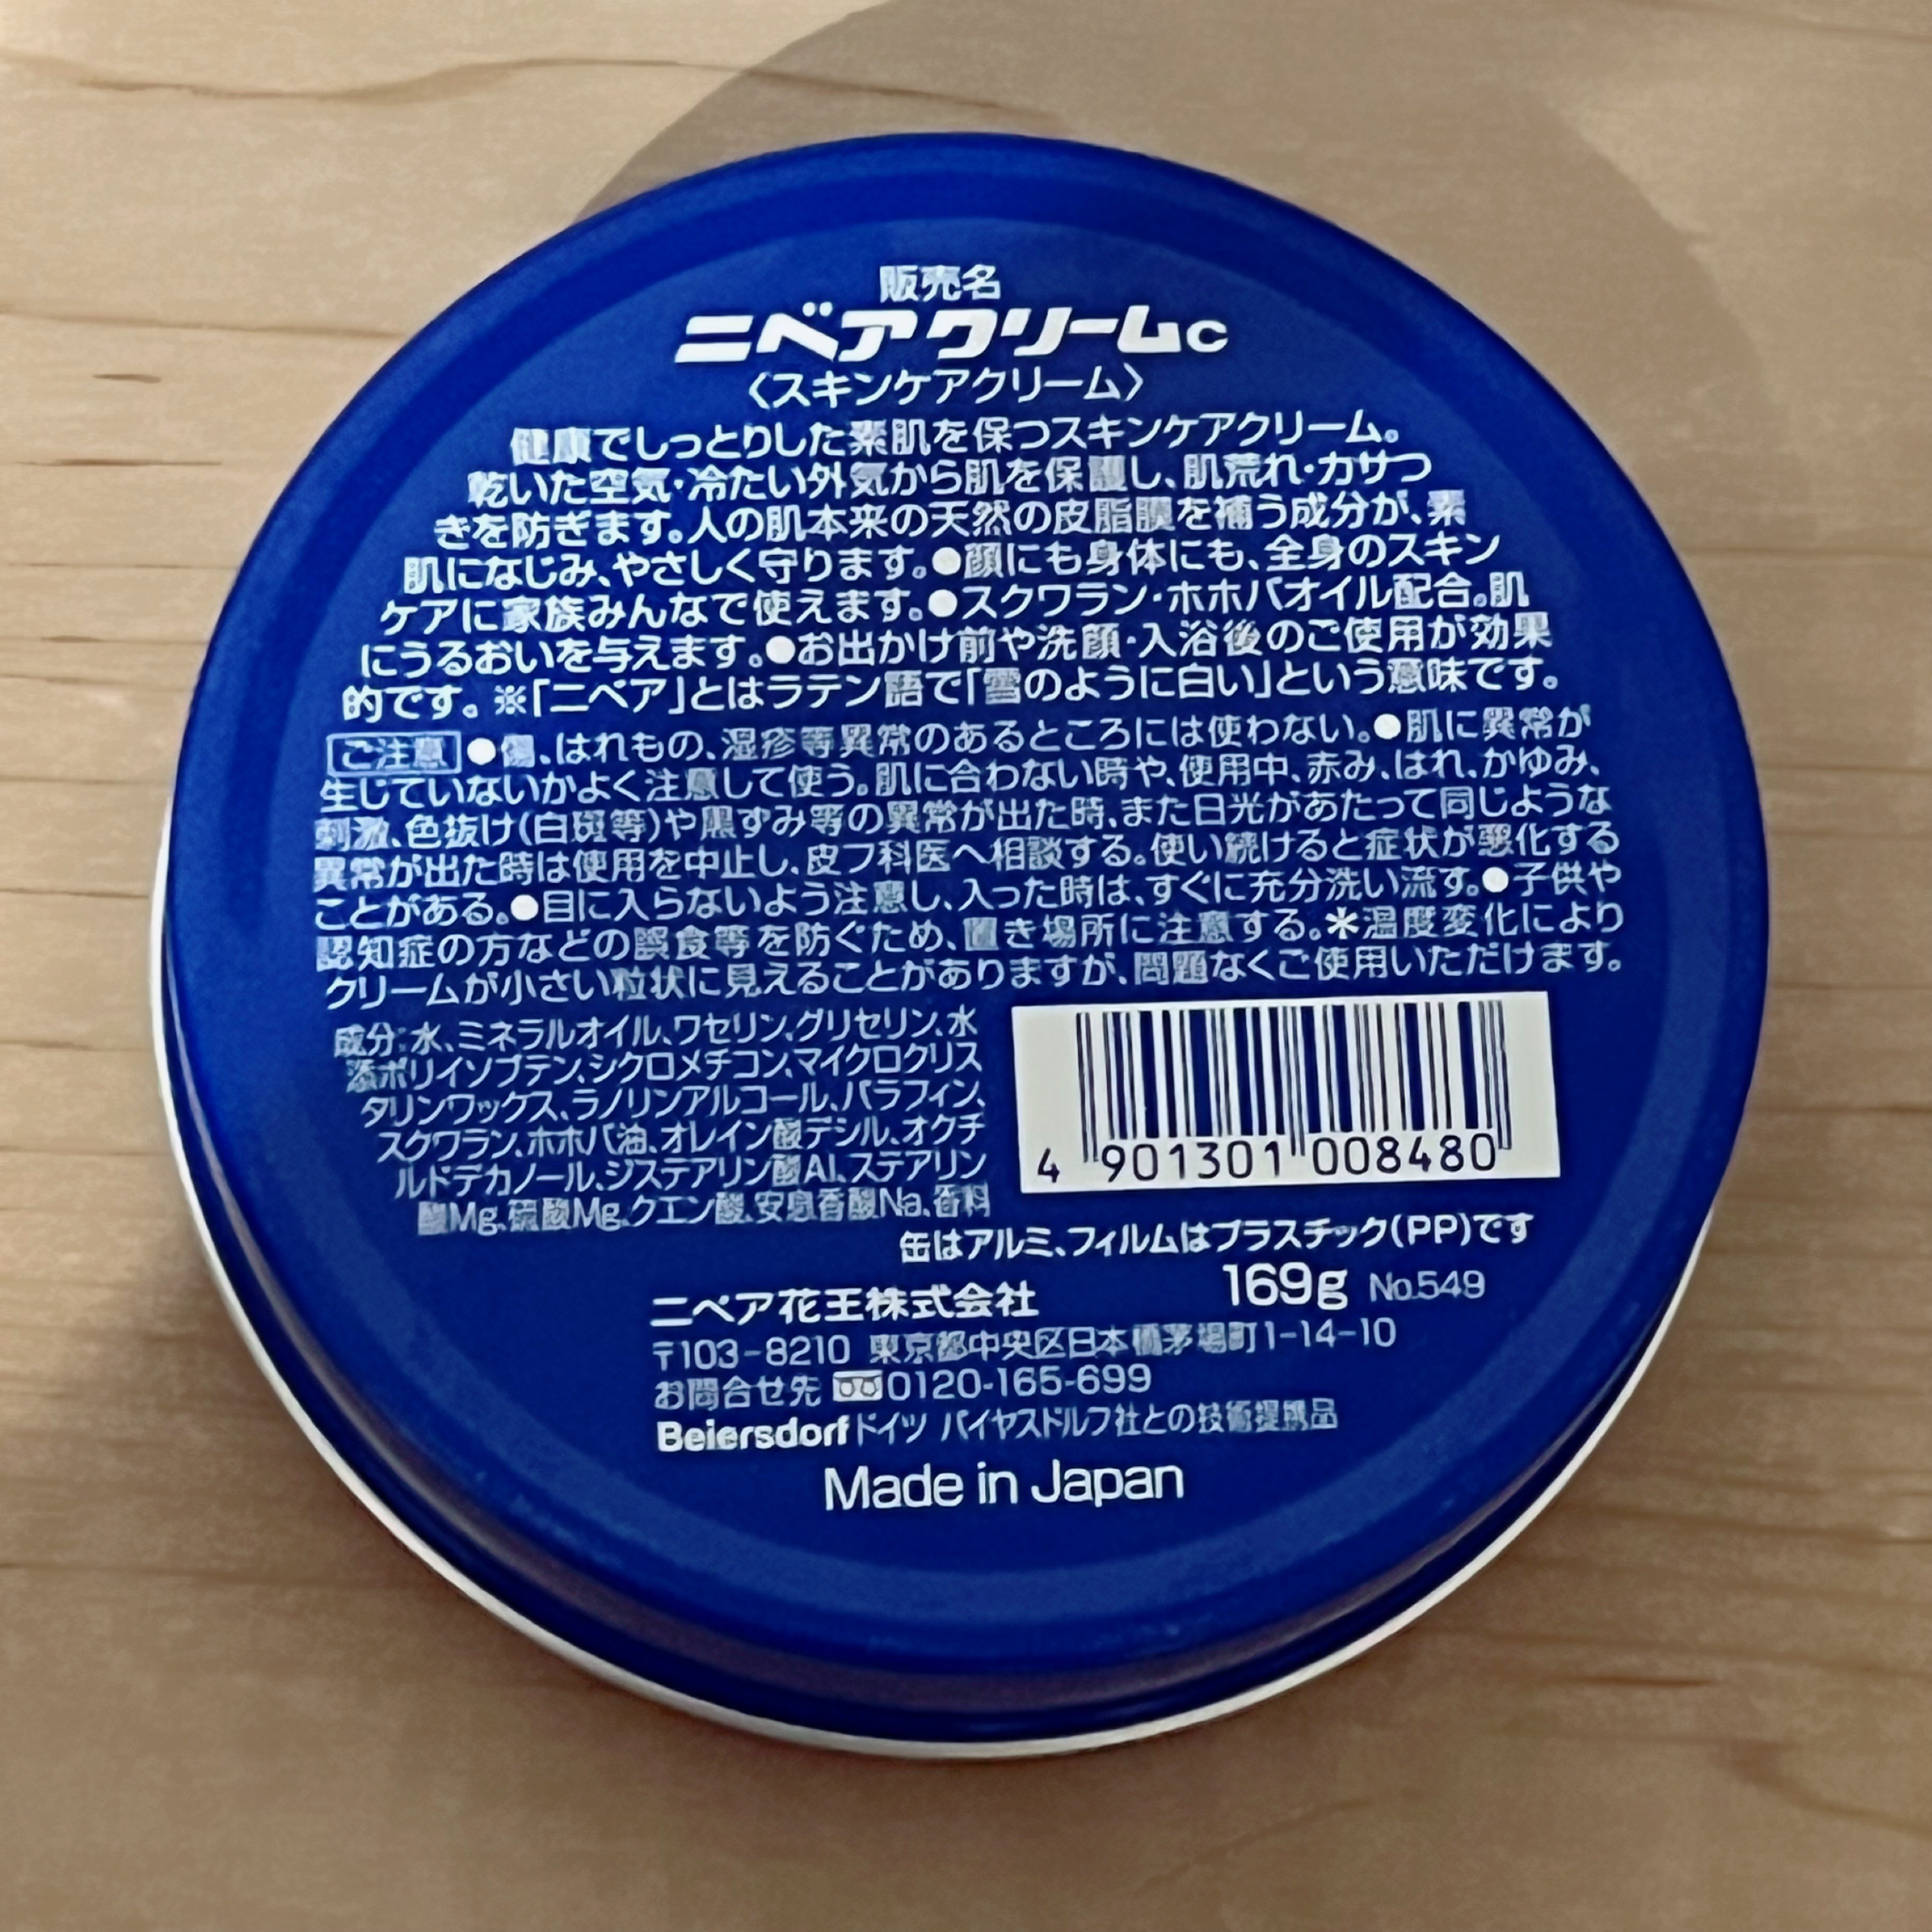 販売名
ニベアクリームc
〈スキンケアクリーム〉
健康でしっとりした素肌を保つスキンケアクリーム。
乾いた空気・冷たい外気から肌を保護し、肌荒れ・カサつ
きを防ぎます。人の肌本来の天然の皮脂膜を補う成分が、素
肌になじみ、やさしく守ります。●顔にも身体にも、全身のスキン
ケアに家族みんなで使えます。●スクワラン・ホホバオイル配合。肌
にうるおいを与えます。●お出かけ前や洗顔・入浴後のご使用が効果
的です。※「ニベア」とはラテン語で「雪のように白い」という意味です。
ご注意 ●傷、はれもの、湿疹等異常のあるところには使わない。●肌に異常が
生じていないかよく注意して使う。肌に合わない時や、使用中、赤み、はれ、かゆみ、
刺激、色抜け(白斑等)や黒ずみ等の異常が出た時、また日光があたって同じような
異常が出た時は使用を中止し、皮フ科医へ相談する。使い続けると症状が悪化する
ことがある。●目に入らないよう注意し、入った時は、すぐに充分洗い流す。●子供や
認知症の方などの誤食等を防ぐため、置き場所に注意する。＊温度変化により
クリームが小さい粒状に見えることがありますが、問題なくご使用いただけます。
成分:水、ミネラルオイル、ワセリン、グリセリン、水
添ポリイソブテン、シクロメチコン、マイクロクリス
タリンワックス、ラノリンアルコール、パラフィン、
スクワラン、ホホバ油、オレイン酸デシル、オクチ
ルドデカノール、ジステアリン酸Al、ステアリン
酸Mg、硫酸Mg、クエン酸、安息香酸Na、香料
4 901301 008480
缶はアルミ、フィルムはプラスチック(PP)です
169g No.549
ニベア花王株式会社
〒103-8210 東京都中央区日本橋茅場町1-14-10
お問合せ先 0120-165-699
Beiersdorf ドイツ バイヤスドルフ社との技術提携品
Made in Japan